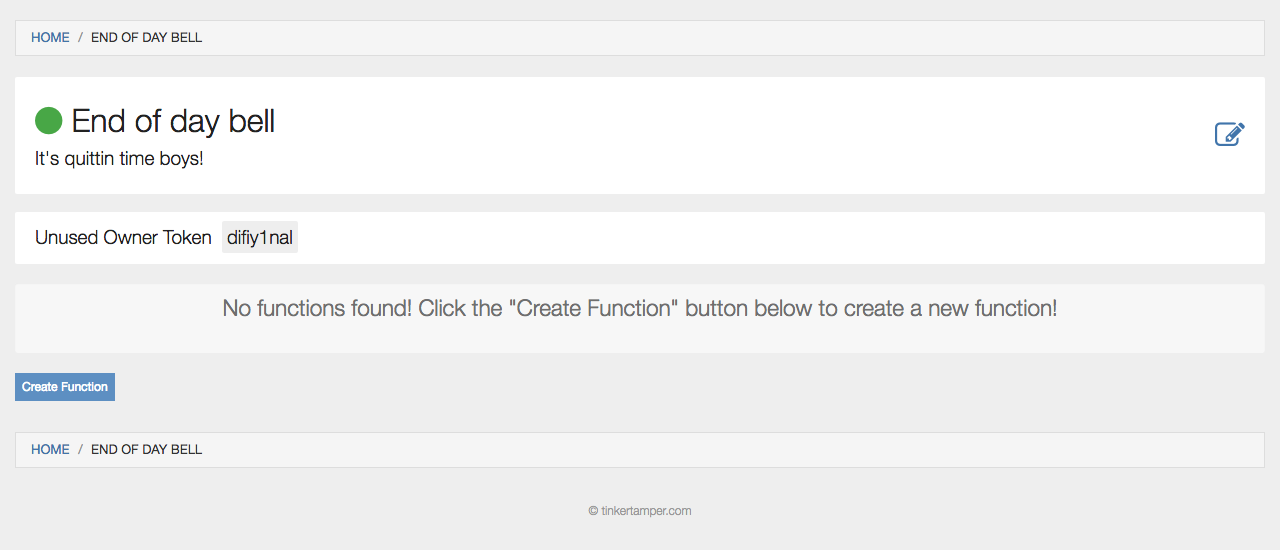 HOME / END OF DAY BELL
End of day bell
It's quittin time boys!
Unused Owner Token difiy1nal
No functions found! Click the "Create Function" button below to create a new function!
Create Function
HOME / END OF DAY BELL
© tinkertamper.com